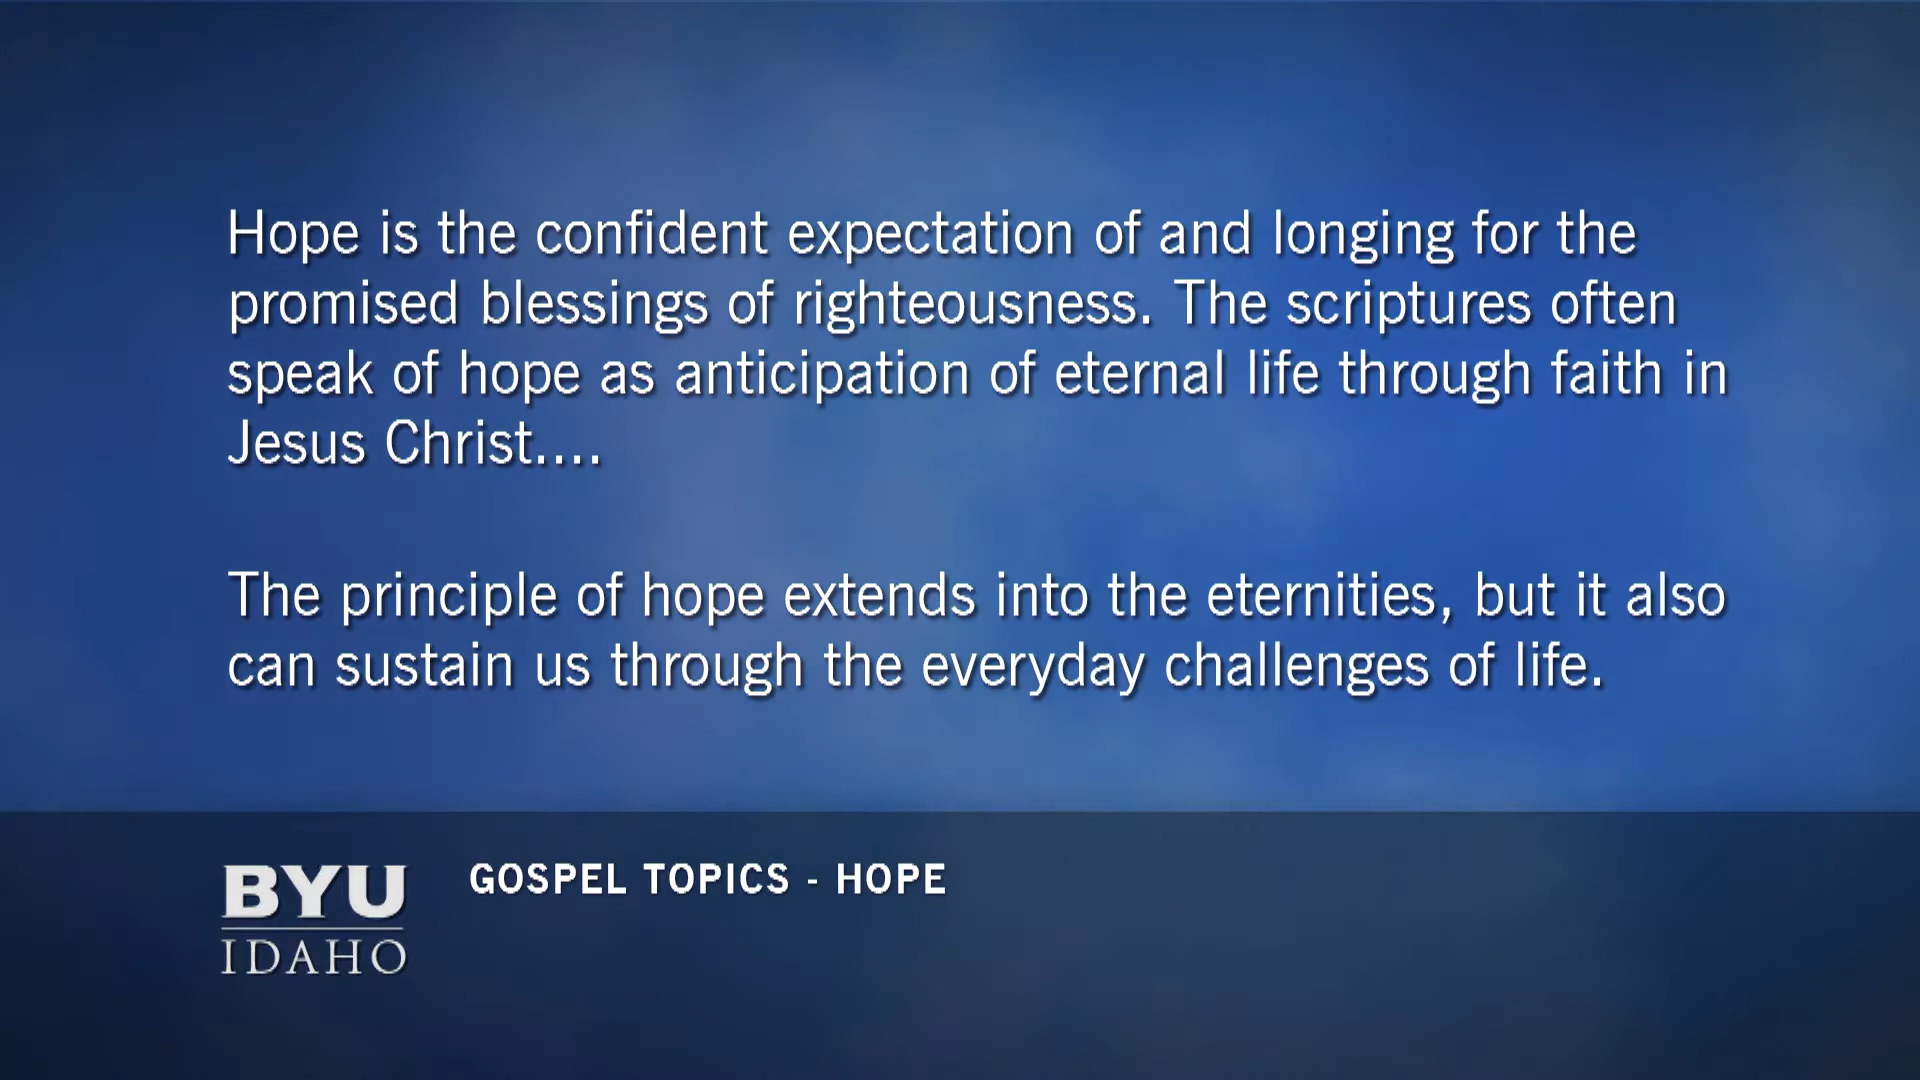 Hope is the confident expectation of and longing for the
promised blessings of righteousness. The scriptures often
speak of hope as anticipation of eternal life through faith in
Jesus Christ....
The principle of hope extends into the eternities, but it also
can sustain us through the everyday challenges of life.
BYU
IDAHO
GOSPEL TOPICS - HOPE